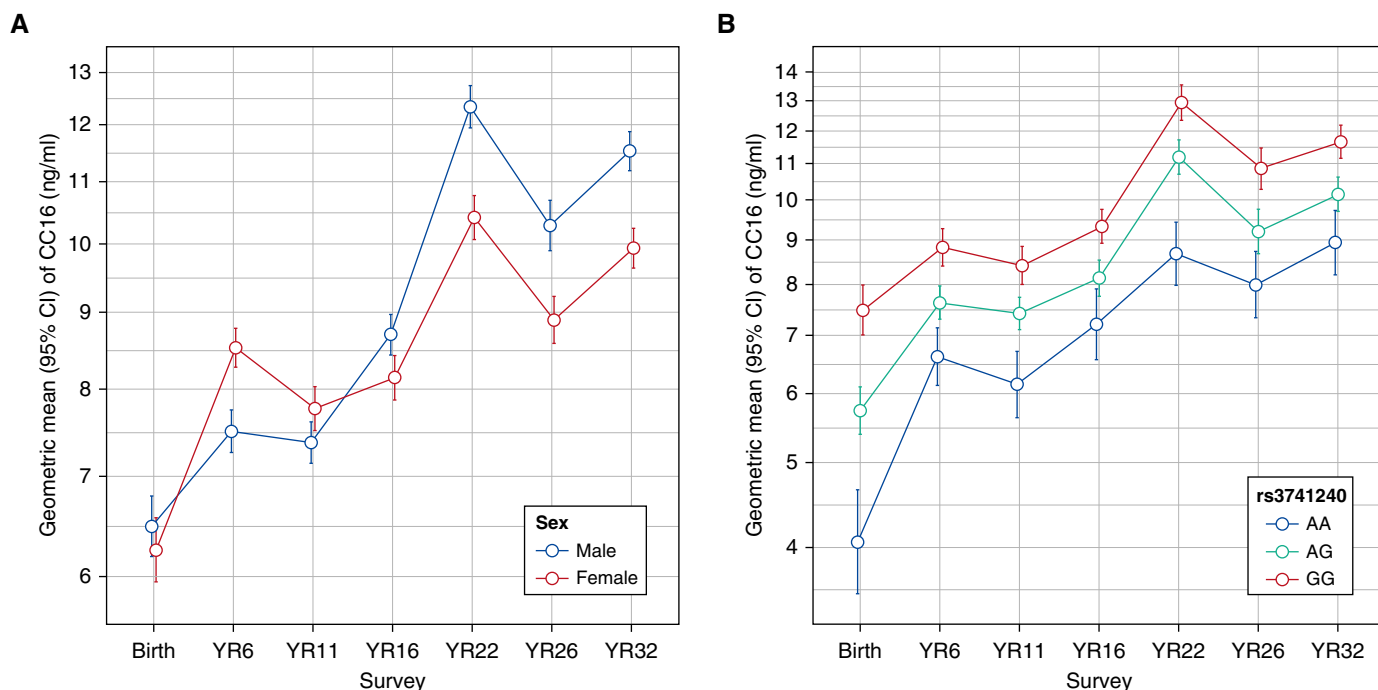 A
Geometric mean (95% CI) of CC16 (ng/ml)
13
12
11
10
9
8
7
6
Sex
Male
Female
Birth YR6 YR11 YR16 YR22 YR26 YR32
Survey
B
Geometric mean (95% CI) of CC16 (ng/ml)
14
13
12
11
10
9
8
7
6
5
4
rs3741240
AA
AG
GG
Birth YR6 YR11 YR16 YR22 YR26 YR32
Survey